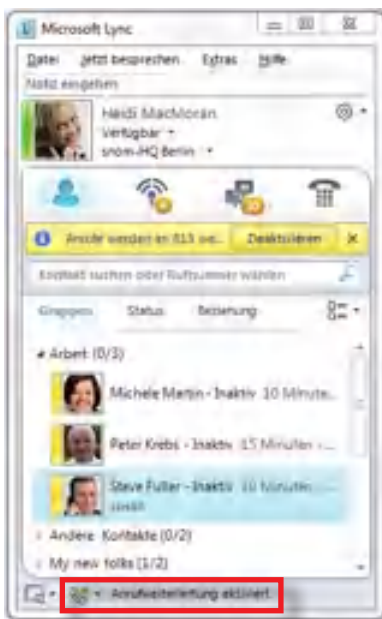 Microsoft Lync
Datei Jetzt besprechen Extras Hilfe
Notiz eingeben
Heidi MacMoran
Verfügbar
snom-HQ Berlin
Anrufe werden an 813 we... Deaktivieren
Kontakt suchen oder Rufnummer wählen
Gruppen Status Beziehung
Arbeit (0/3)
Michele Martin - Inaktiv 10 Minute...
Peter Krebs - Inaktiv 15 Minuten -...
Steve Fuller - Inaktiv 10 Minuten -...
Andere Kontakte (0/2)
My new folks (1/2)
Anrufweiterleitung aktiviert